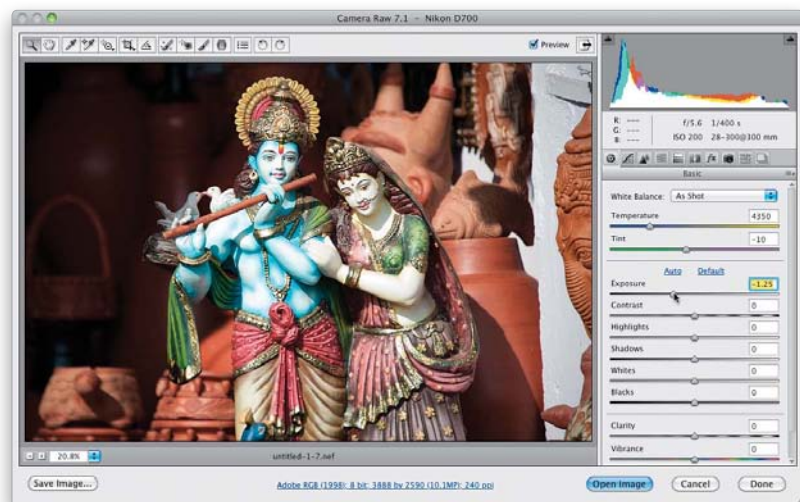 Camera Raw 7.1 – Nikon D700
Preview
R: ---
G: ---
B: ---
f/5.6 1/400 s
ISO 200 28-300@300 mm
Basic
White Balance: As Shot
Temperature 4350
Tint -10
Auto Default
Exposure -1.25
Contrast 0
Highlights 0
Shadows 0
Whites 0
Blacks 0
Clarity 0
Vibrance 0
20.8% untitled-1-7.nef
Save Image... Adobe RGB (1998); 8 bit; 3888 by 2590 (10.1MP); 240 ppi Open Image Cancel Done